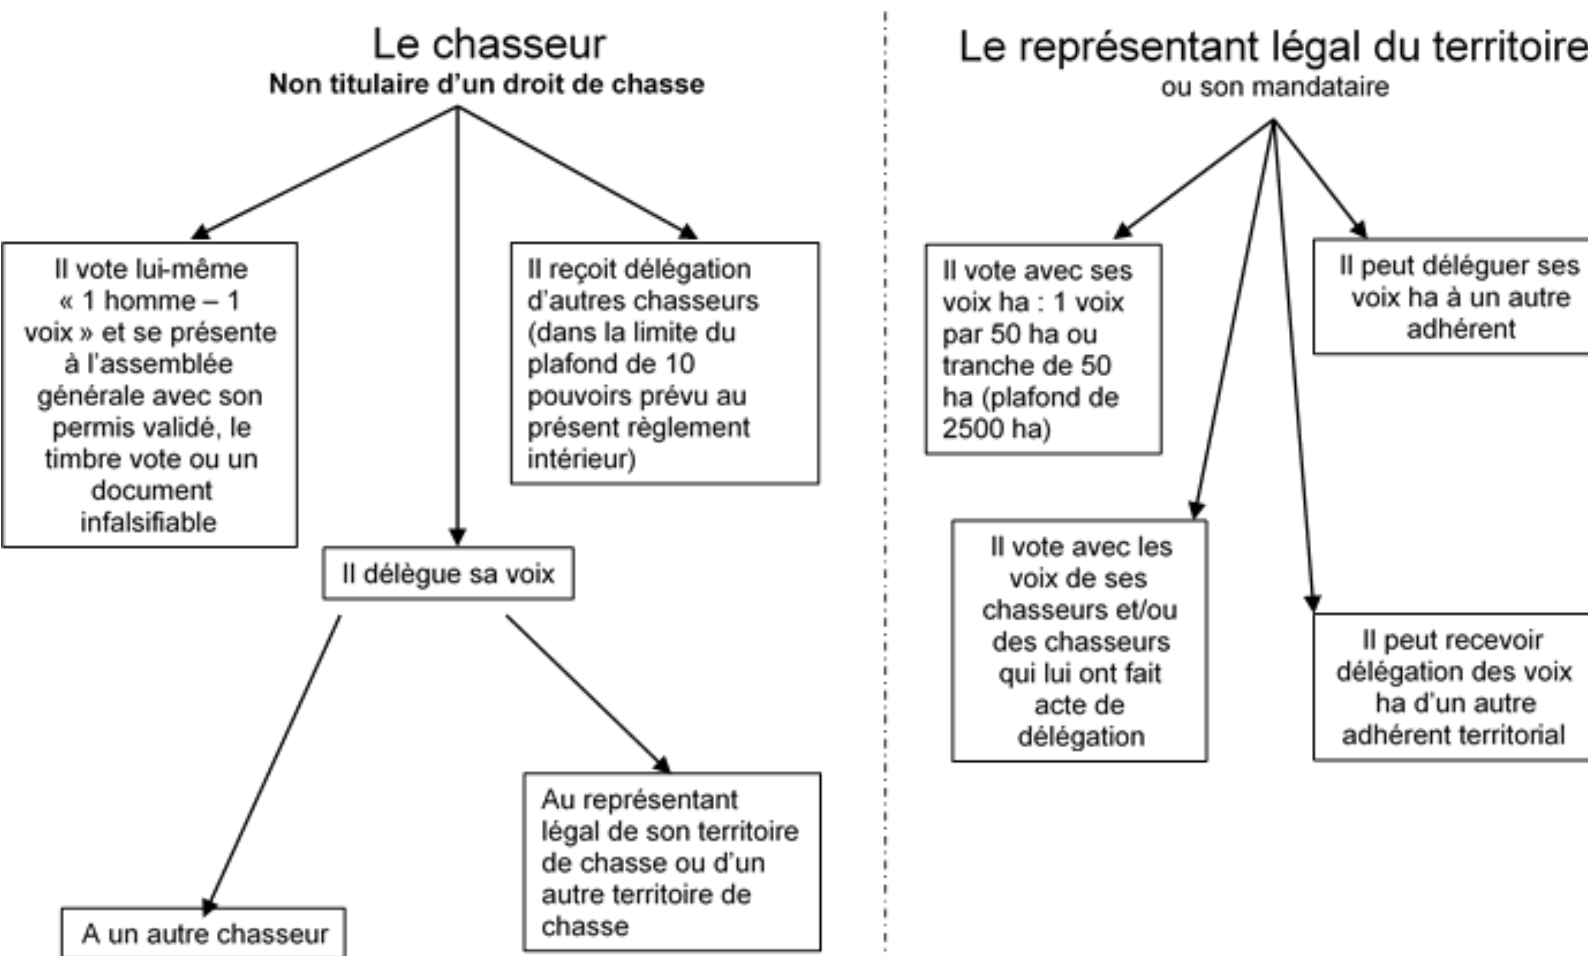 Le chasseur
Non titulaire d'un droit de chasse
Il vote lui-même
« 1 homme – 1
voix » et se présente
à l'assemblée
générale avec son
permis validé, le
timbre vote ou un
document
infalsifiable
Il reçoit délégation
d'autres chasseurs
(dans la limite du
plafond de 10
pouvoirs prévu au
présent règlement
intérieur)
Il délègue sa voix
A un autre chasseur
Au représentant
légal de son territoire
de chasse ou d'un
autre territoire de
chasse
Le représentant légal du territoire
ou son mandataire
Il vote avec ses
voix ha : 1 voix
par 50 ha ou
tranche de 50
ha (plafond de
2500 ha)
Il peut déléguer ses
voix ha à un autre
adhérent
Il vote avec les
voix de ses
chasseurs et/ou
des chasseurs
qui lui ont fait
acte de
délégation
Il peut recevoir
délégation des voix
ha d'un autre
adhérent territorial